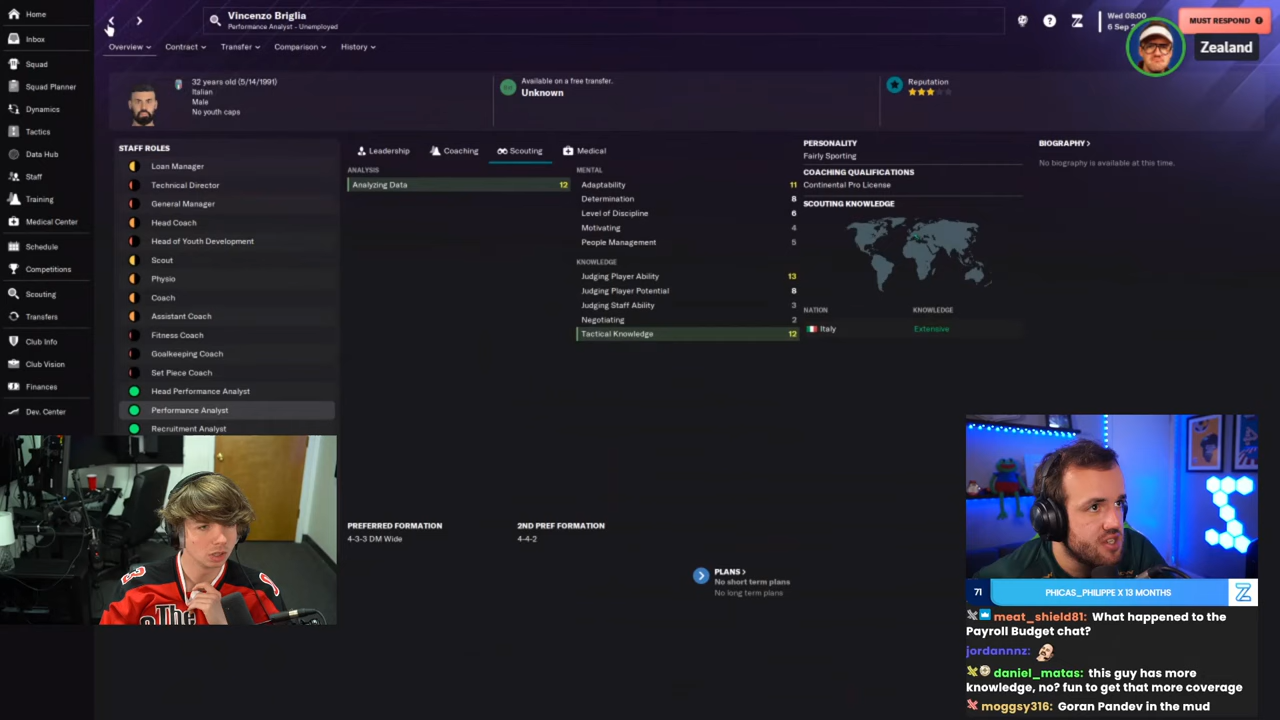 Home
Inbox
Squad
Squad Planner
Dynamics
Tactics
Data Hub
Staff
Training
Medical Center
Schedule
Competitions
Scouting
Transfers
Club Info
Club Vision
Finances
Dev. Center
Vincenzo Briglia
Performance Analyst - Unemployed
Wed 08:00
6 Sep
MUST RESPOND
Zealand
Overview
Contract
Transfer
Comparison
History
32 years old (5/14/1991)
Italian
Male
No youth caps
Available on a free transfer.
Unknown
Reputation
STAFF ROLES
Loan Manager
Technical Director
General Manager
Head Coach
Head of Youth Development
Scout
Physio
Coach
Assistant Coach
Fitness Coach
Goalkeeping Coach
Set Piece Coach
Head Performance Analyst
Performance Analyst
Recruitment Analyst
Leadership
Coaching
Scouting
Medical
ANALYSIS
Analyzing Data 12
MENTAL
Adaptability 11
Determination 8
Level of Discipline 6
Motivating 4
People Management 5
KNOWLEDGE
Judging Player Ability 13
Judging Player Potential 8
Judging Staff Ability 3
Negotiating 2
Tactical Knowledge 12
PERSONALITY
Fairly Sporting
COACHING QUALIFICATIONS
Continental Pro License
SCOUTING KNOWLEDGE
NATION KNOWLEDGE
Italy Extensive
BIOGRAPHY >
No biography is available at this time.
PREFERRED FORMATION
4-3-3 DM Wide
2ND PREF FORMATION
4-4-2
PLANS >
No short term plans
No long term plans
71 PHICAS_PHILIPPE X 13 MONTHS Z
meat_shield81: What happened to the
Payroll Budget chat?
jordannnz:
daniel_matas: this guy has more
knowledge, no? fun to get that more coverage
moggsy316: Goran Pandev in the mud